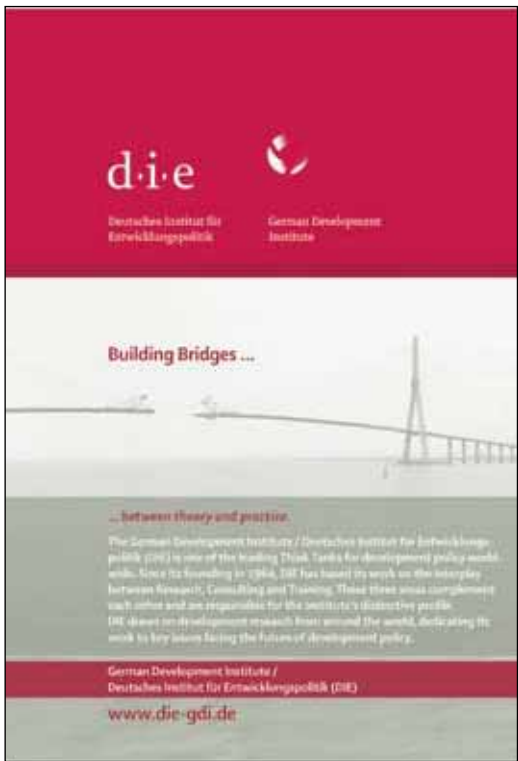 d·i·e
Deutsches Institut für
Entwicklungspolitik
German Development
Institute
Building Bridges ...
... between theory and practice.
The German Development Institute / Deutsches Institut für Entwicklungs-
politik (DIE) is one of the leading Think Tanks for development policy world-
wide. Since its founding in 1964, DIE has based its work on the interplay
between Research, Consulting and Training. These three areas complement
each other and are responsible for the Institute's distinctive profile.
DIE draws on development research from around the world, dedicating its
work to key issues facing the future of development policy.
German Development Institute /
Deutsches Institut für Entwicklungspolitik (DIE)
www.die-gdi.de